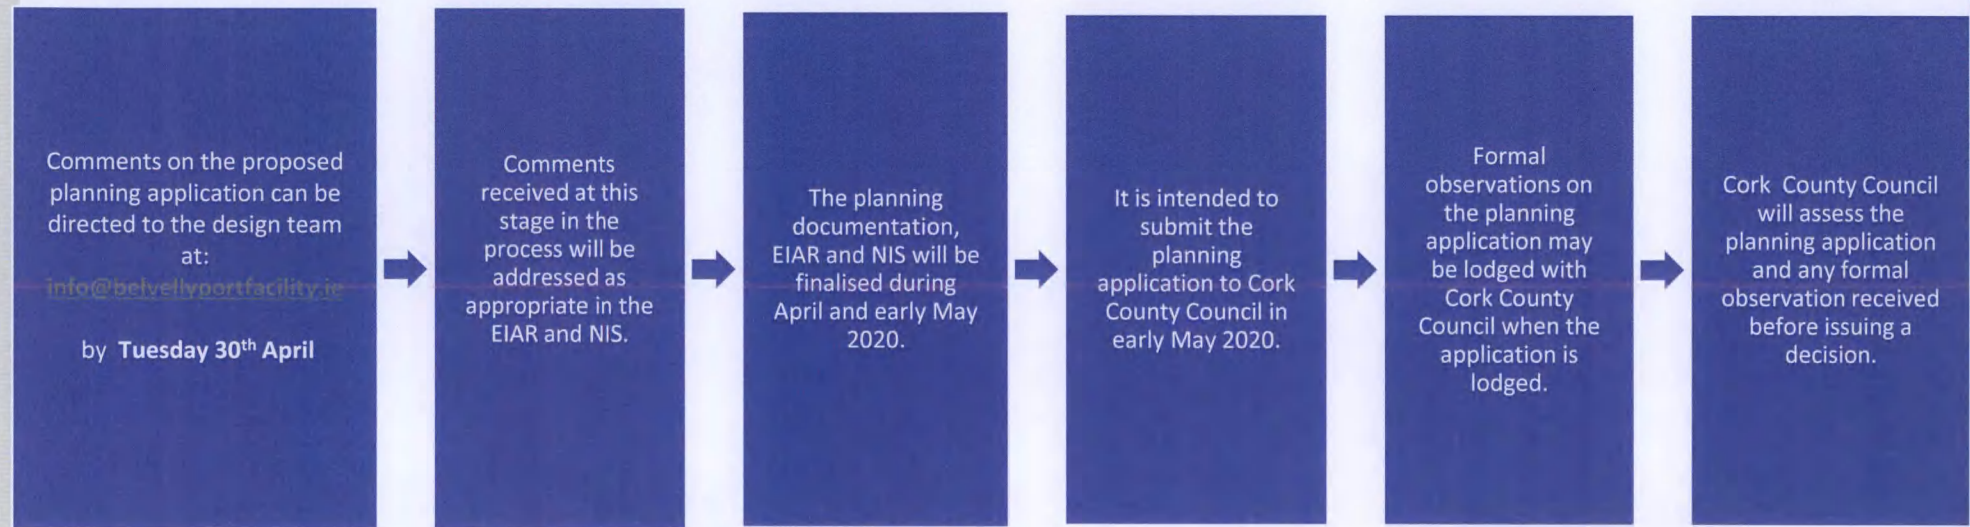 Comments on the proposed
planning application can be
directed to the design team
at:
info@belvellyportfacility.ie
by Tuesday 30th April
Comments
received at this
stage in the
process will be
addressed as
appropriate in the
EIAR and NIS.
The planning
documentation,
EIAR and NIS will be
finalised during
April and early May
2020.
It is intended to
submit the
planning
application to Cork
County Council in
early May 2020.
Formal
observations on
the planning
application may
be lodged with
Cork County
Council when the
application is
lodged.
Cork County Council
will assess the
planning application
and any formal
observation received
before issuing a
decision.